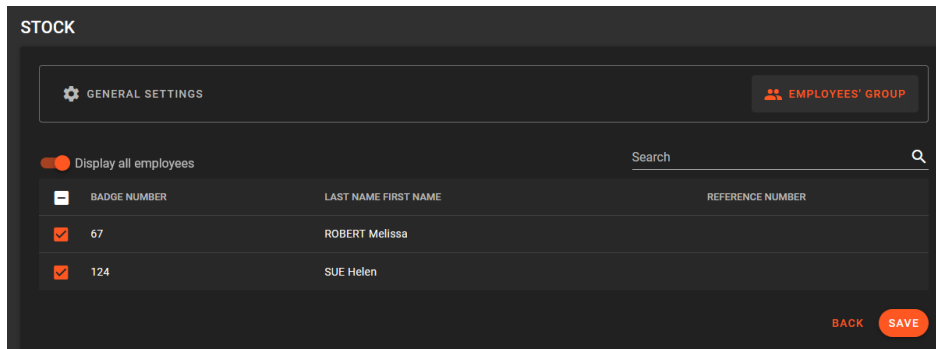 STOCK
GENERAL SETTINGS
EMPLOYEES' GROUP
Display all employees
Search
BADGE NUMBER LAST NAME FIRST NAME REFERENCE NUMBER
67 ROBERT Melissa
124 SUE Helen
BACK SAVE